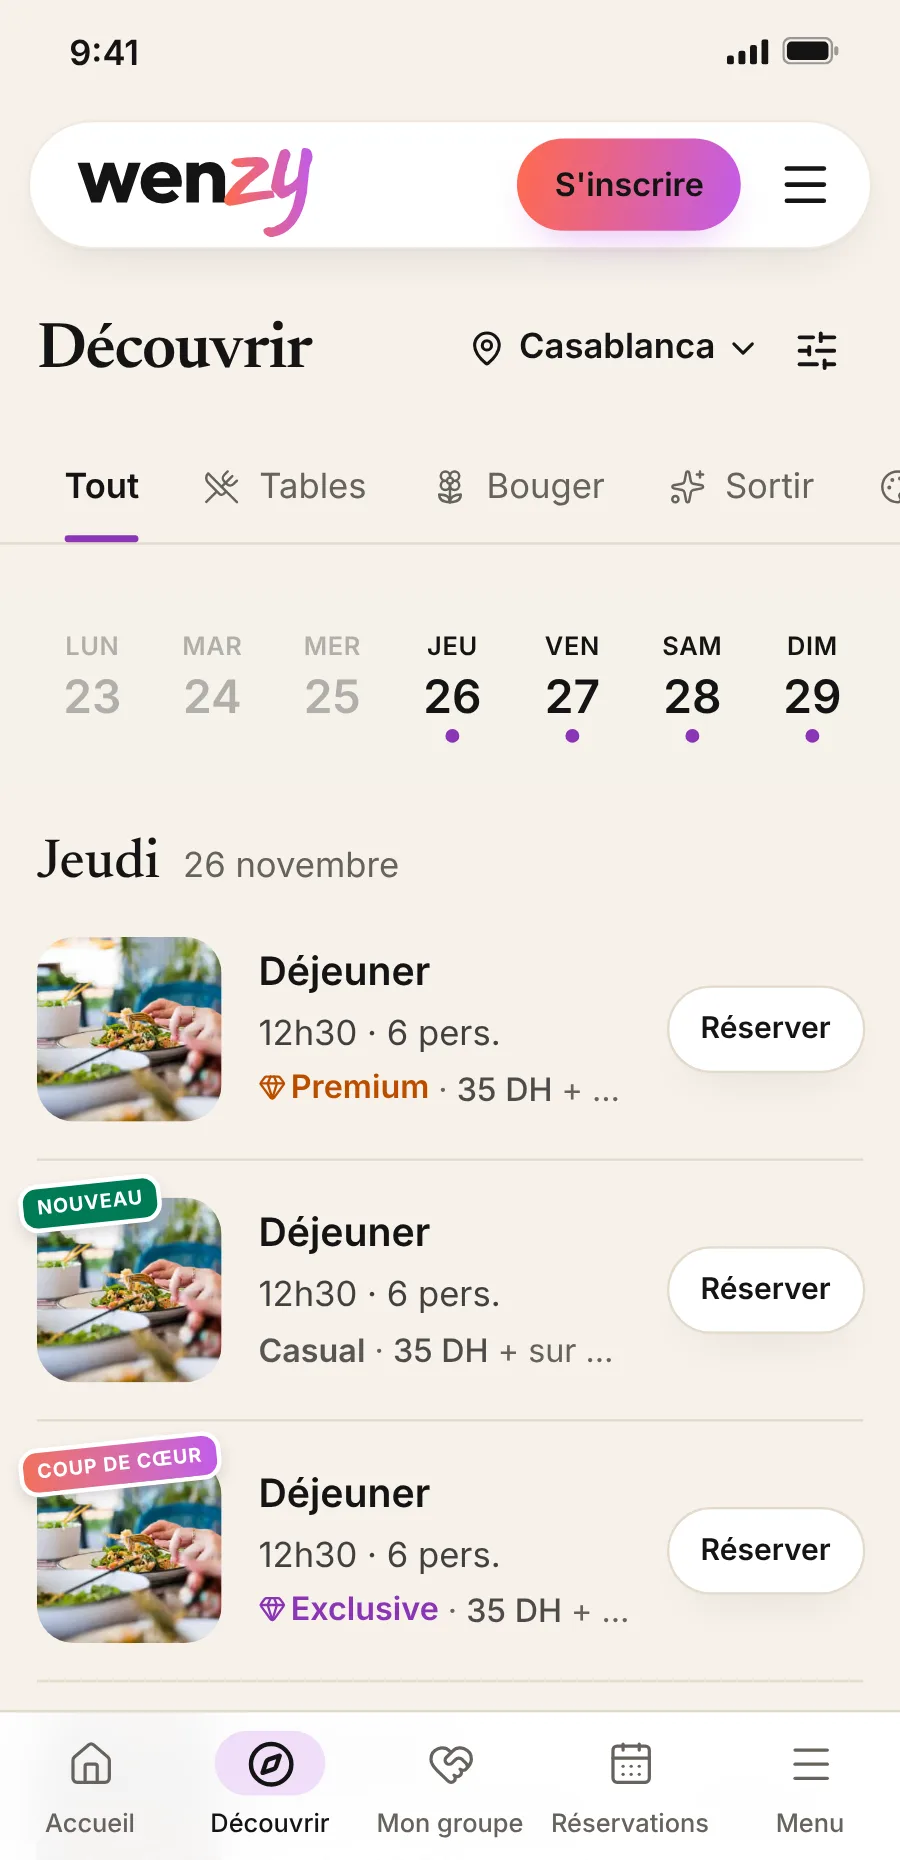 9:41
wenzy
S'inscrire
Découvrir
Casablanca
Tout
Tables
Bouger
Sortir
LUN MAR MER JEU VEN SAM DIM
23 24 25 26 27 28 29
Jeudi 26 novembre
Déjeuner
12h30 · 6 pers.
Premium · 35 DH + ...
Réserver
NOUVEAU
Déjeuner
12h30 · 6 pers.
Casual · 35 DH + sur ...
Réserver
COUP DE CŒUR
Déjeuner
12h30 · 6 pers.
Exclusive · 35 DH + ...
Réserver
Accueil
Découvrir
Mon groupe
Réservations
Menu